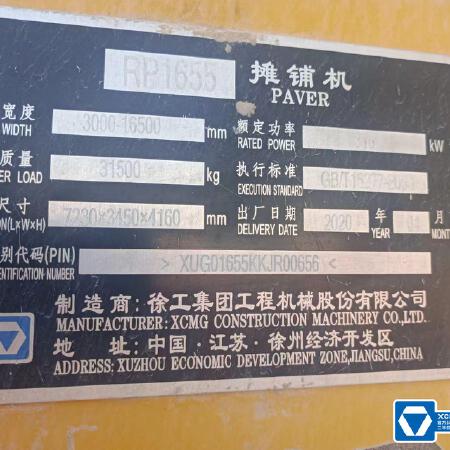 RP1655 摊铺机
PAVER
宽度 3000-16500 mm 额定功率 kW
WIDTH RATED POWER
质量 31500 kg 执行标准
ER LOAD EXECUTION STANDARD
尺寸 7230×3450×4160 mm 出厂日期 2020 年 月
ON(L×W×H) DATE OF DELIVERY YEAR MONTH
别代码(PIN) > XUG01655KKJR00656 <
ENTIFICATION NUMBER
制造商:徐工集团工程机械股份有限公司
MANUFACTURER: XCMG CONSTRUCTION MACHINERY CO.,LTD.
地 址:中国·江苏·徐州经济开发区
ADDRESS: XUZHOU ECONOMIC DEVELOPMENT ZONE,JIANGSU,CHINA